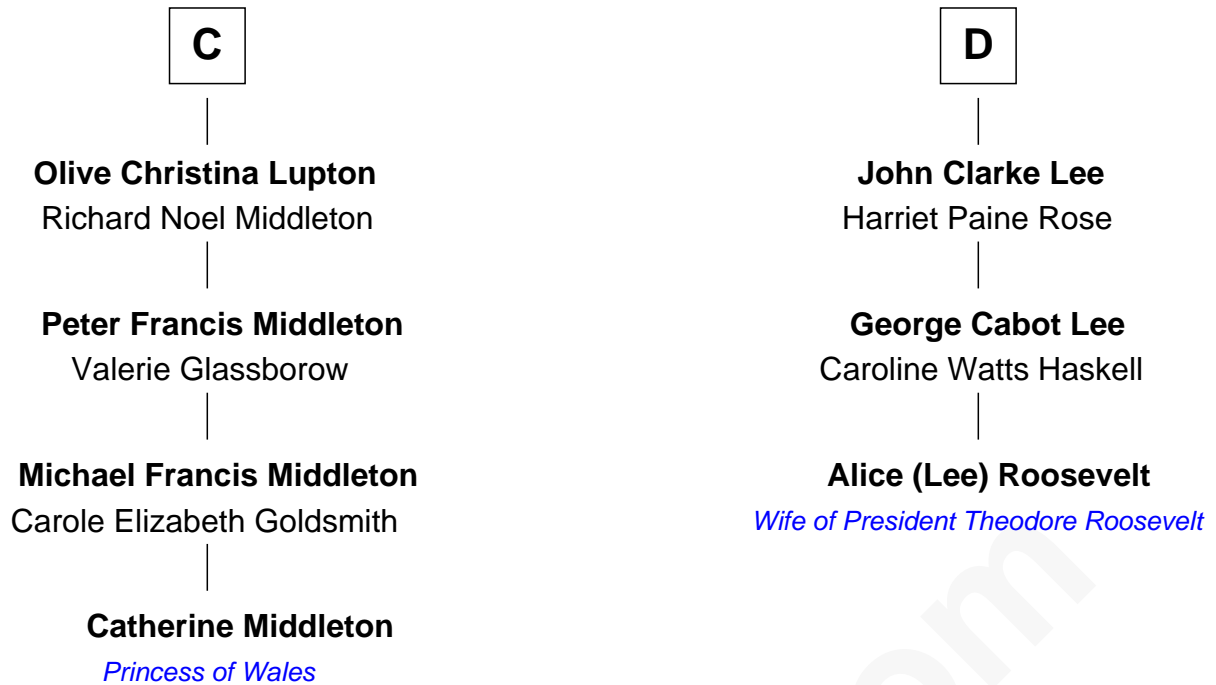 C
Olive Christina Lupton
Richard Noel Middleton
Peter Francis Middleton
Valerie Glassborow
Michael Francis Middleton
Carole Elizabeth Goldsmith
Catherine Middleton
Princess of Wales
D
John Clarke Lee
Harriet Paine Rose
George Cabot Lee
Caroline Watts Haskell
Alice (Lee) Roosevelt
Wife of President Theodore Roosevelt
om